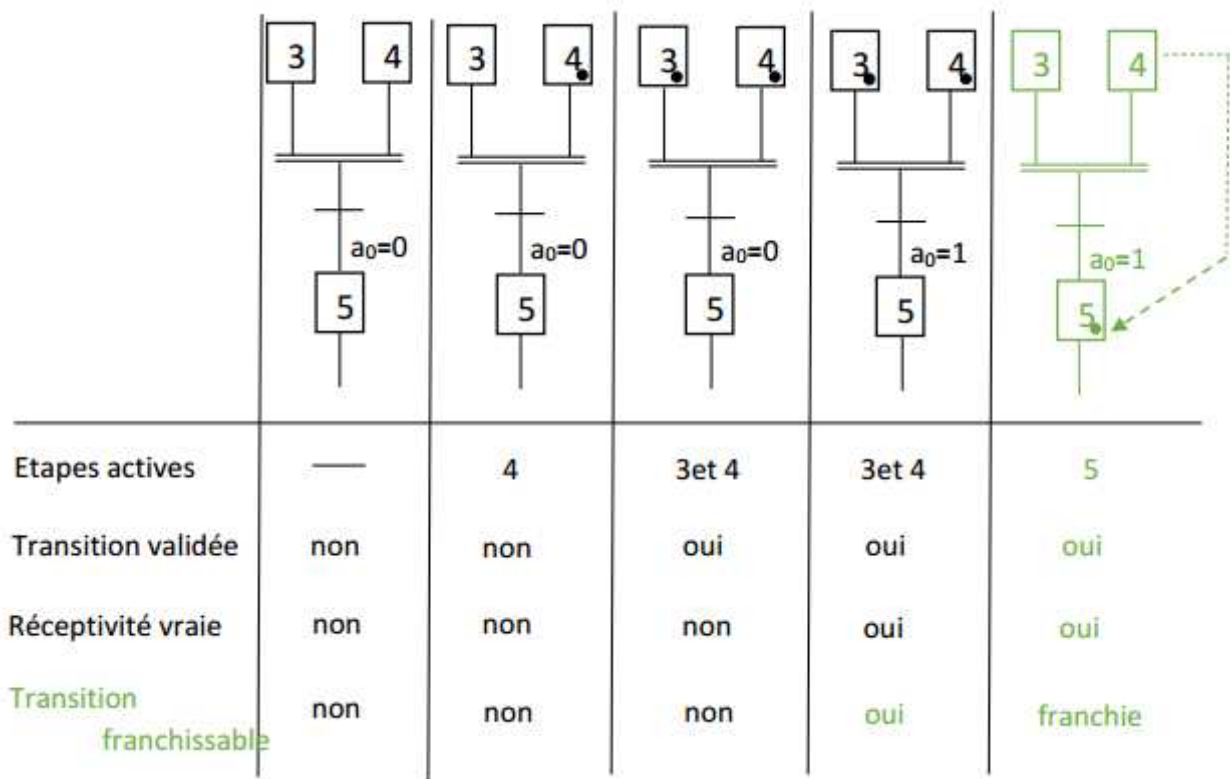 3 4 3 4 3 4 3 4 3 4
a₀=0 a₀=0 a₀=0 a₀=1 a₀=1
5 5 5 5 5
Etapes actives — 4 3et 4 3et 4 5
Transition validée non non oui oui oui
Réceptivité vraie non non non oui oui
Transition
franchissable non non non oui franchie